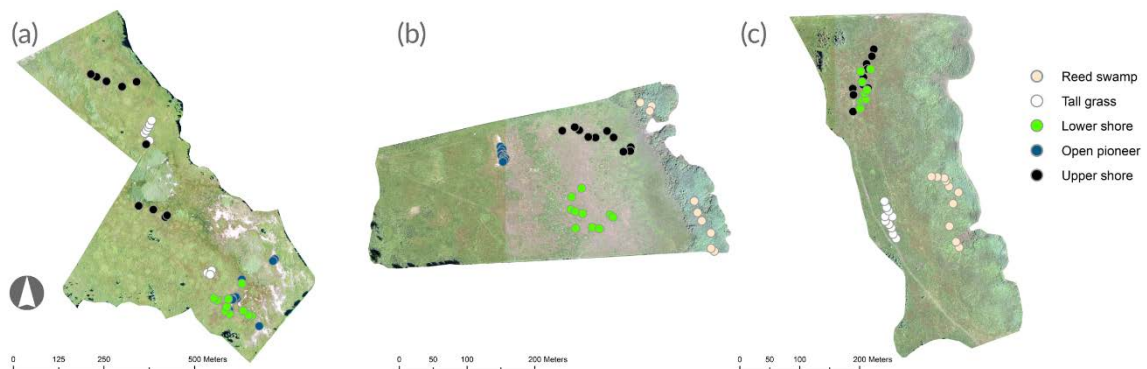 (a)
(b)
(c)
Reed swamp
Tall grass
Lower shore
Open pioneer
Upper shore
0 125 250 500 Meters
0 50 100 200 Meters
0 50 100 200 Meters